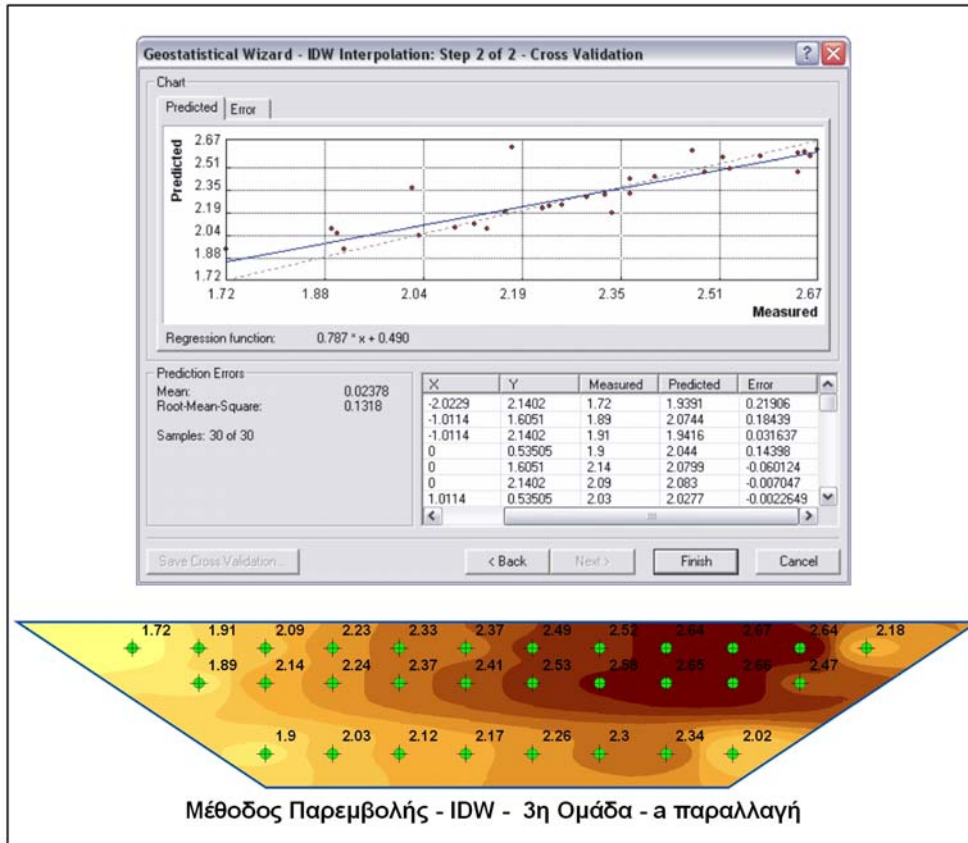 Geostatistical Wizard - IDW Interpolation: Step 2 of 2 - Cross Validation
Chart
Predicted Error
Predicted
2.67
2.51
2.35
2.19
2.04
1.88
1.72
1.72 1.88 2.04 2.19 2.35 2.51 2.67
Measured
Regression function: 0.787 * x + 0.490
Prediction Errors
Mean: 0.02378
Root-Mean-Square: 0.1318
Samples: 30 of 30
X Y Measured Predicted Error
-2.0229 2.1402 1.72 1.9391 0.21906
-1.0114 1.6051 1.89 2.0744 0.18439
-1.0114 2.1402 1.91 1.9416 0.031637
0 0.53505 1.9 2.044 0.14398
0 1.6051 2.14 2.0799 -0.060124
0 2.1402 2.09 2.083 -0.007047
1.0114 0.53505 2.03 2.0277 -0.0022649
Save Cross Validation... < Back Next > Finish Cancel
1.72 1.91 2.09 2.23 2.33 2.37 2.49 2.52 2.64 2.67 2.64 2.18
1.89 2.14 2.24 2.37 2.41 2.53 2.58 2.65 2.66 2.47
1.9 2.03 2.12 2.17 2.26 2.3 2.34 2.02
Μέθοδος Παρεμβολής - IDW - 3η Ομάδα - a παραλλαγή